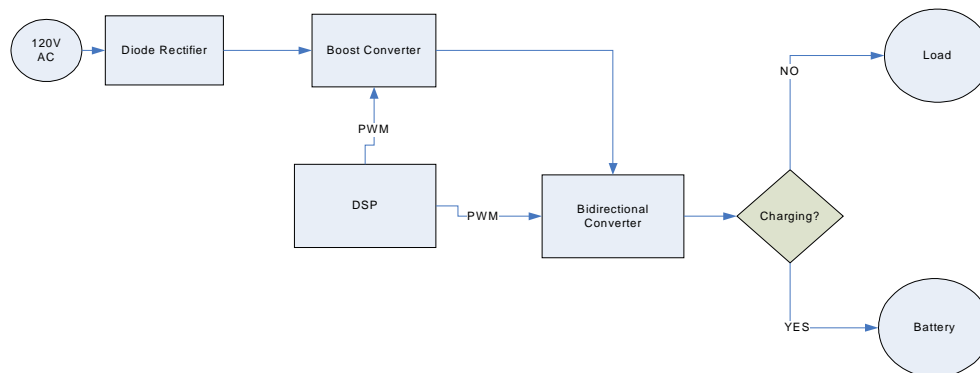 120V
AC
Diode Rectifier
Boost Converter
NO
Load
PWM
DSP
PWM
Bidirectional
Converter
Charging?
YES
Battery